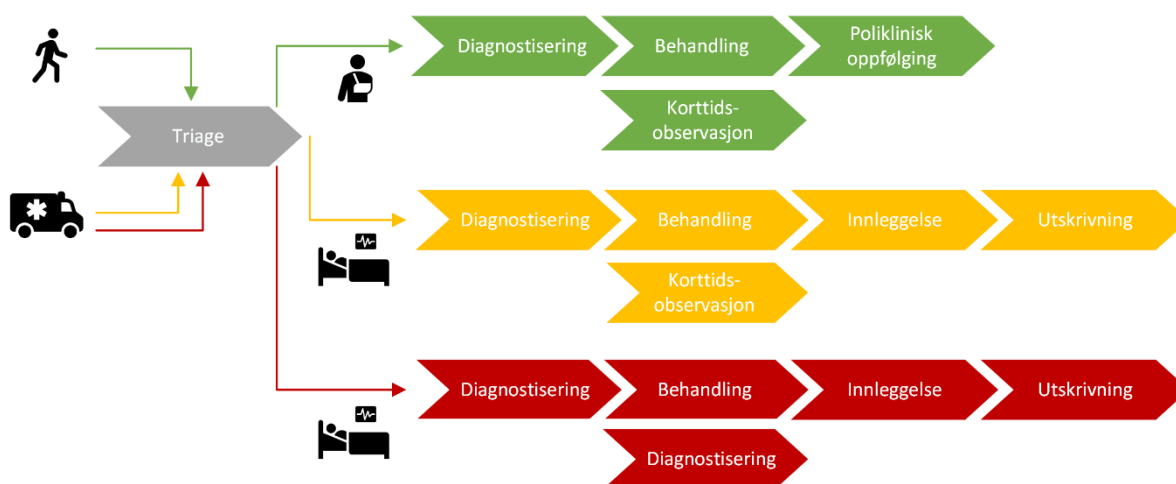 Diagnostisering
Behandling
Poliklinisk
oppfølging
Korttids-
observasjon
Triage
Diagnostisering
Behandling
Innleggelse
Utskrivning
Korttids-
observasjon
Diagnostisering
Behandling
Innleggelse
Utskrivning
Diagnostisering